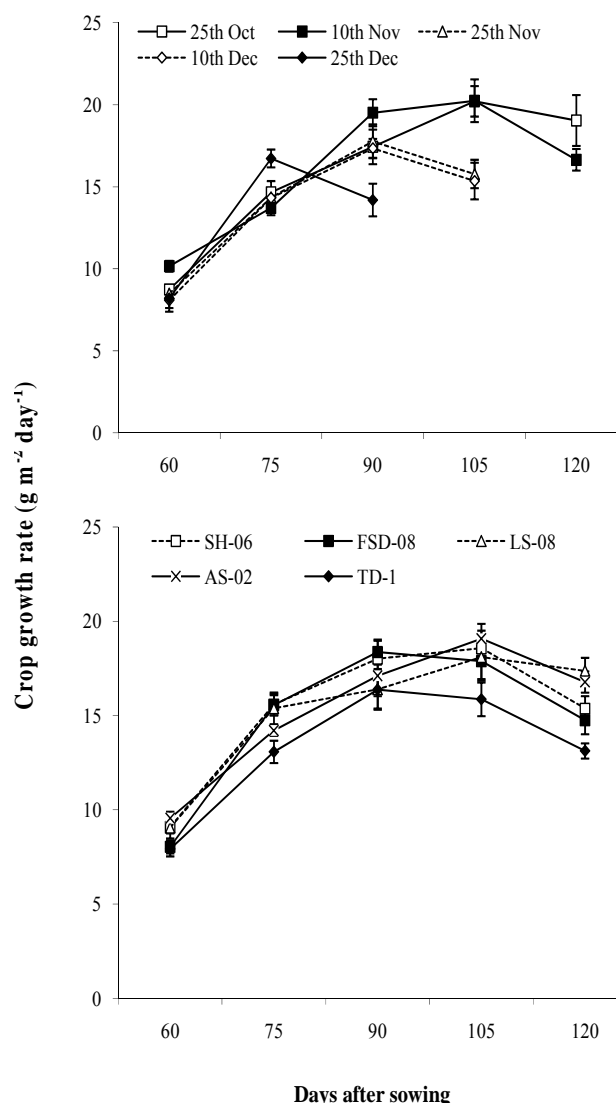 25
20
15
10
5
0
25th Oct 10th Nov 25th Nov
10th Dec 25th Dec
60 75 90 105 120
Crop growth rate (g m⁻² day⁻¹)
25
20
15
10
5
0
SH-06 FSD-08 LS-08
AS-02 TD-1
60 75 90 105 120
Days after sowing